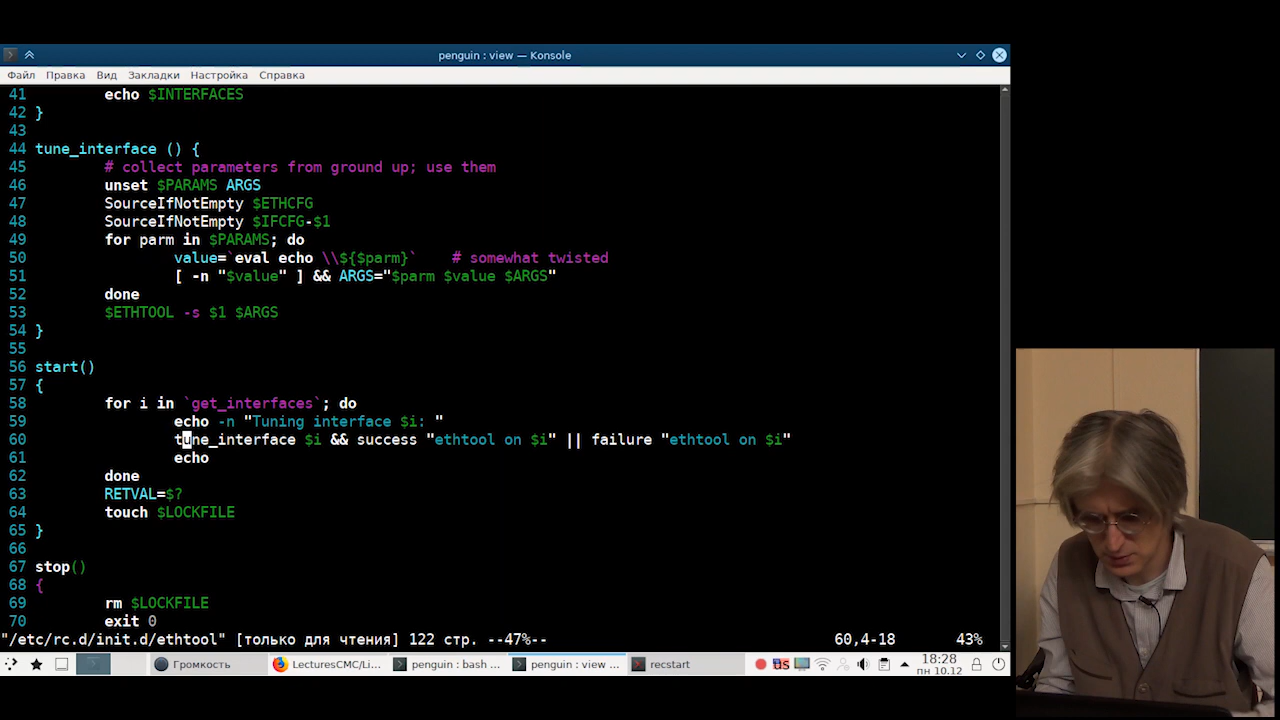 penguin : view — Konsole
Файл Правка Вид Закладки Настройка Справка
41 echo $INTERFACES
42 }
43
44 tune_interface () {
45 # collect parameters from ground up; use them
46 unset $PARAMS ARGS
47 SourceIfNotEmpty $ETHCFG
48 SourceIfNotEmpty $IFCFG-$1
49 for parm in $PARAMS; do
50 value=`eval echo \\${$parm}` # somewhat twisted
51 [ -n "$value" ] && ARGS="$parm $value $ARGS"
52 done
53 $ETHTOOL -s $1 $ARGS
54 }
55
56 start()
57 {
58 for i in `get_interfaces`; do
59 echo -n "Tuning interface $i: "
60 tune_interface $i && success "ethtool on $i" || failure "ethtool on $i"
61 echo
62 done
63 RETVAL=$?
64 touch $LOCKFILE
65 }
66
67 stop()
68 {
69 rm $LOCKFILE
70 exit 0
"/etc/rc.d/init.d/ethtool" [только для чтения] 122 стр. --47%-- 60,4-18 43%
Громкость LecturesCMC/Li... penguin : bash ... penguin : view ... recstart US 18:28
пн 10.12